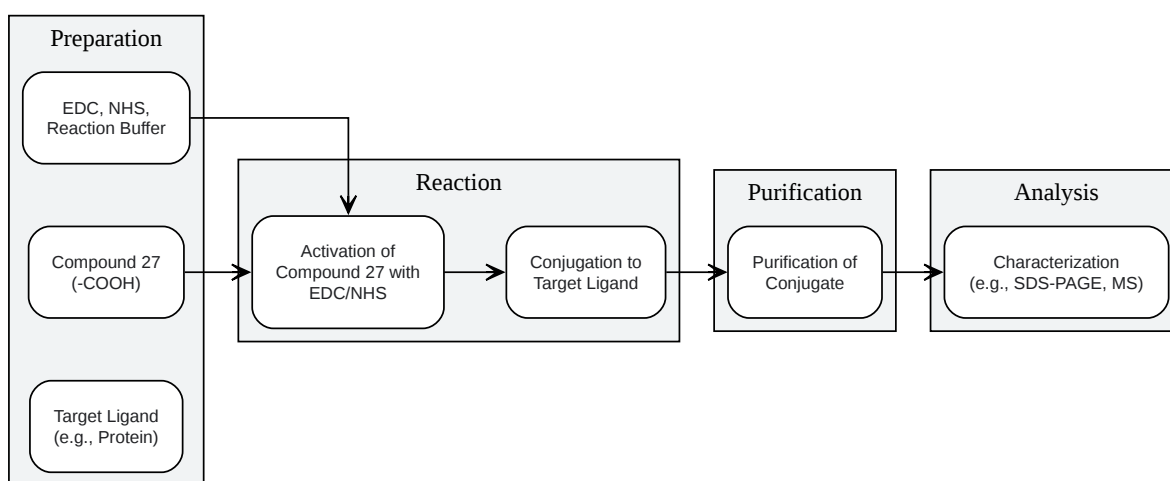 Preparation
EDC, NHS,
Reaction Buffer
Compound 27
(-COOH)
Target Ligand
(e.g., Protein)
Reaction
Activation of
Compound 27 with
EDC/NHS
Conjugation to
Target Ligand
Purification
Purification of
Conjugate
Analysis
Characterization
(e.g., SDS-PAGE, MS)